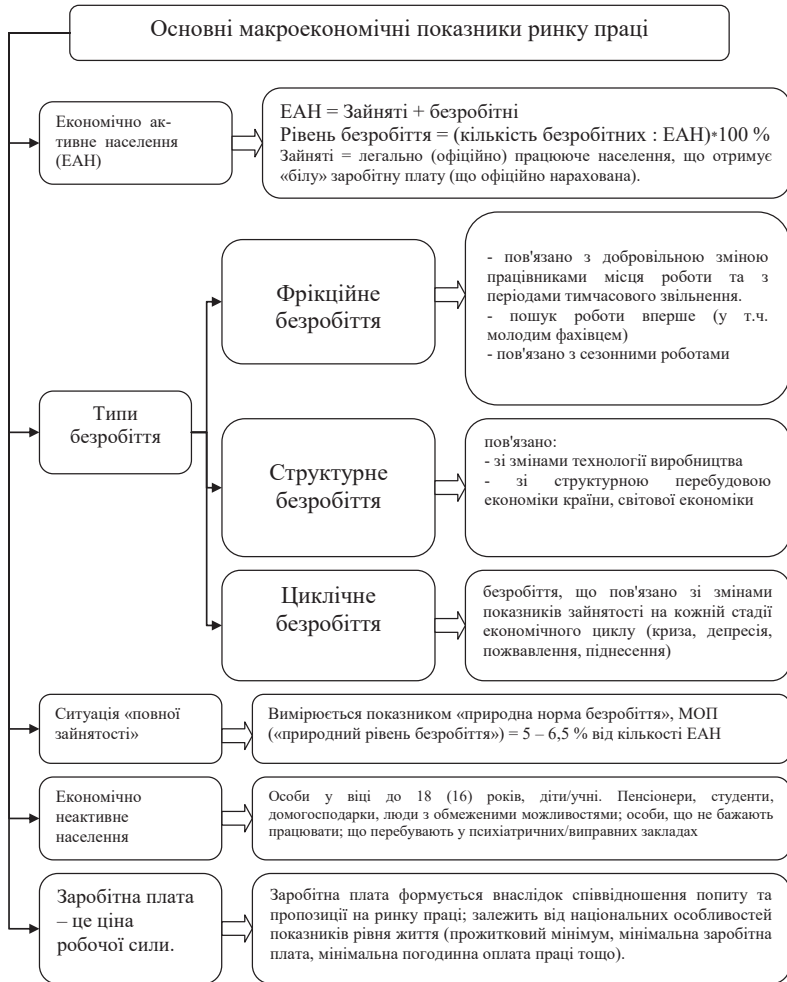 Основні макроекономічні показники ринку праці
Економічно ак-
тивне населення
(ЕАН)
ЕАН = Зайняті + безробітні
Рівень безробіття = (кількість безробітних : ЕАН)*100 %
Зайняті = легально (офіційно) працююче населення, що отримує
«білу» заробітну плату (що офіційно нарахована).
Типи
безробіття
Фрікційне
безробіття
- пов'язано з добровільною зміною
працівниками місця роботи та з
періодами тимчасового звільнення.
- пошук роботи вперше (у т.ч.
молодим фахівцем)
- пов'язано з сезонними роботами
Структурне
безробіття
пов'язано:
- зі змінами технології виробництва
- зі структурною перебудовою
економіки країни, світової економіки
Циклічне
безробіття
безробіття, що пов'язано зі змінами
показників зайнятості на кожній стадії
економічного циклу (криза, депресія,
пожвавлення, піднесення)
Ситуація «повної
зайнятості»
Вимірюється показником «природна норма безробіття», МОП
(«природний рівень безробіття») = 5 – 6,5 % від кількості ЕАН
Економічно
неактивне
населення
Особи у віці до 18 (16) років, діти/учні. Пенсіонери, студенти,
домогосподарки, люди з обмеженими можливостями; особи, що не бажають
працювати; що перебувають у психіатричних/виправних закладах
Заробітна плата
– це ціна
робочої сили.
Заробітна плата формується внаслідок співвідношення попиту та
пропозиції на ринку праці; залежить від національних особливостей
показників рівня життя (прожитковий мінімум, мінімальна заробітна
плата, мінімальна погодинна оплата праці тощо).